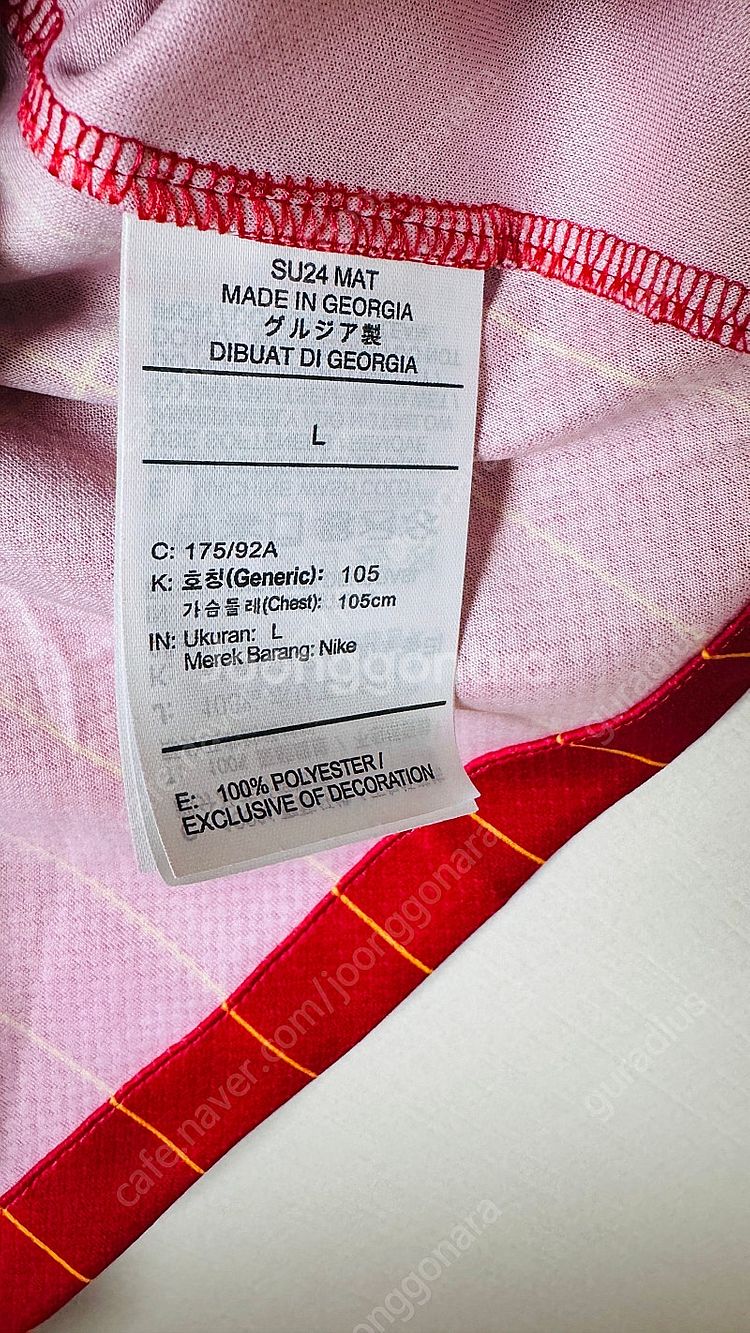 SU24 MAT
MADE IN GEORGIA
グルジア製
DIBUAT DI GEORGIA
L
C: 175/92A
K: 호칭(Generic): 105
가슴둘레(Chest): 105cm
IN: Ukuran: L
Merek Barang: Nike
E: 100% POLYESTER /
EXCLUSIVE OF DECORATION
cafe.naver.com/joonggonara
guradius
joonggonara